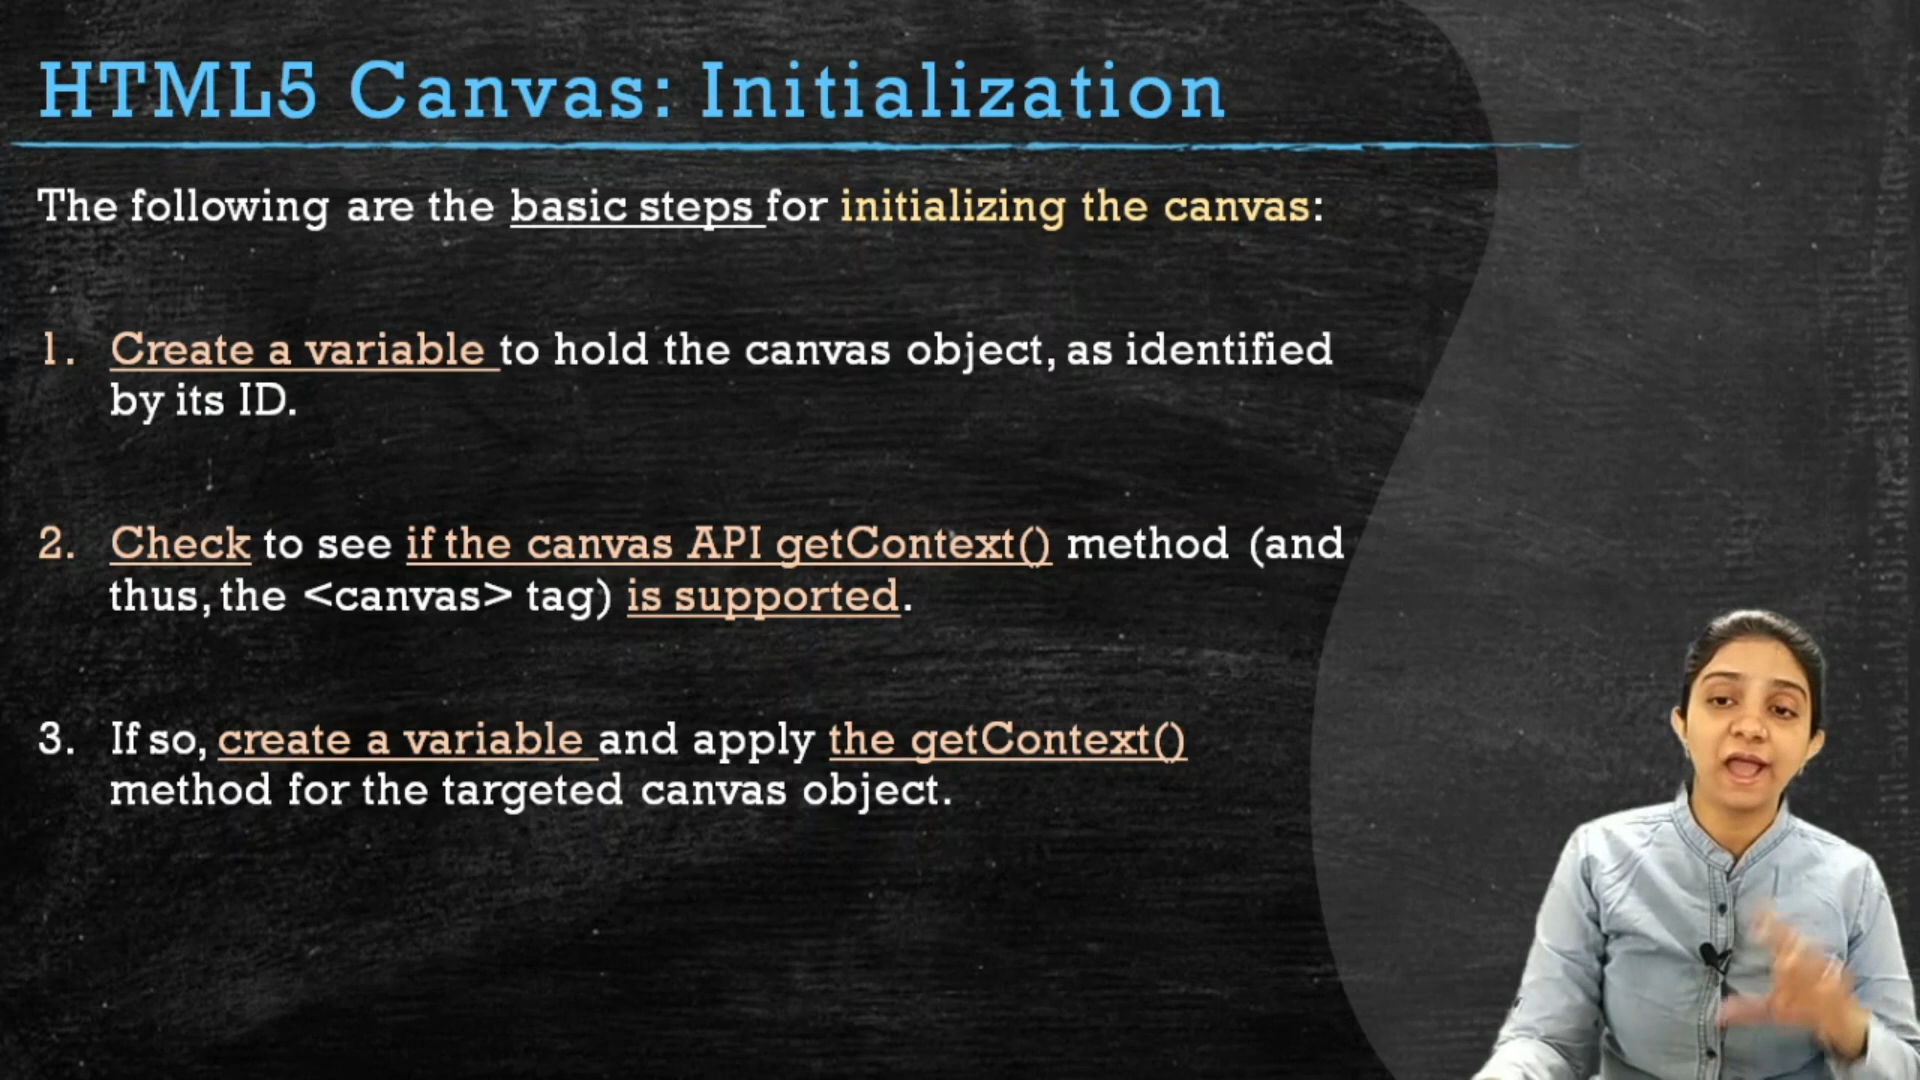 HTML5 Canvas: Initialization
The following are the basic steps for initializing the canvas:
1. Create a variable to hold the canvas object, as identified
by its ID.
2. Check to see if the canvas API getContext() method (and
thus, the <canvas> tag) is supported.
3. If so, create a variable and apply the getContext()
method for the targeted canvas object.